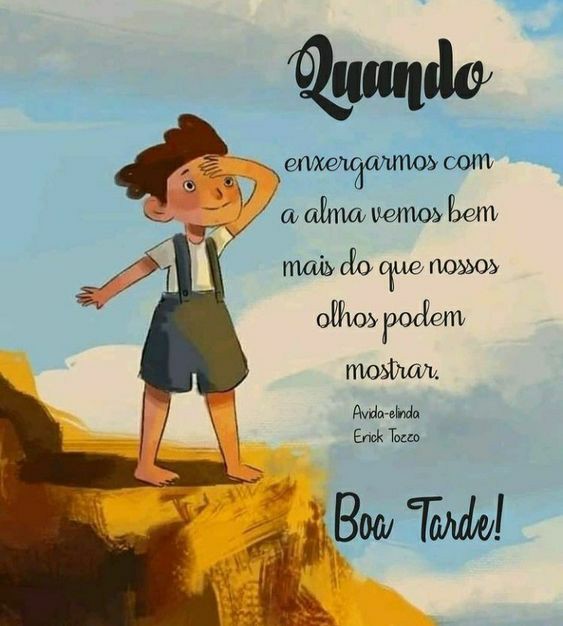 Quando
enxergarmos com
a alma vemos bem
mais do que nossos
olhos podem
mostrar.
Avida-elinda
Erick Tozzo
Boa Tarde!